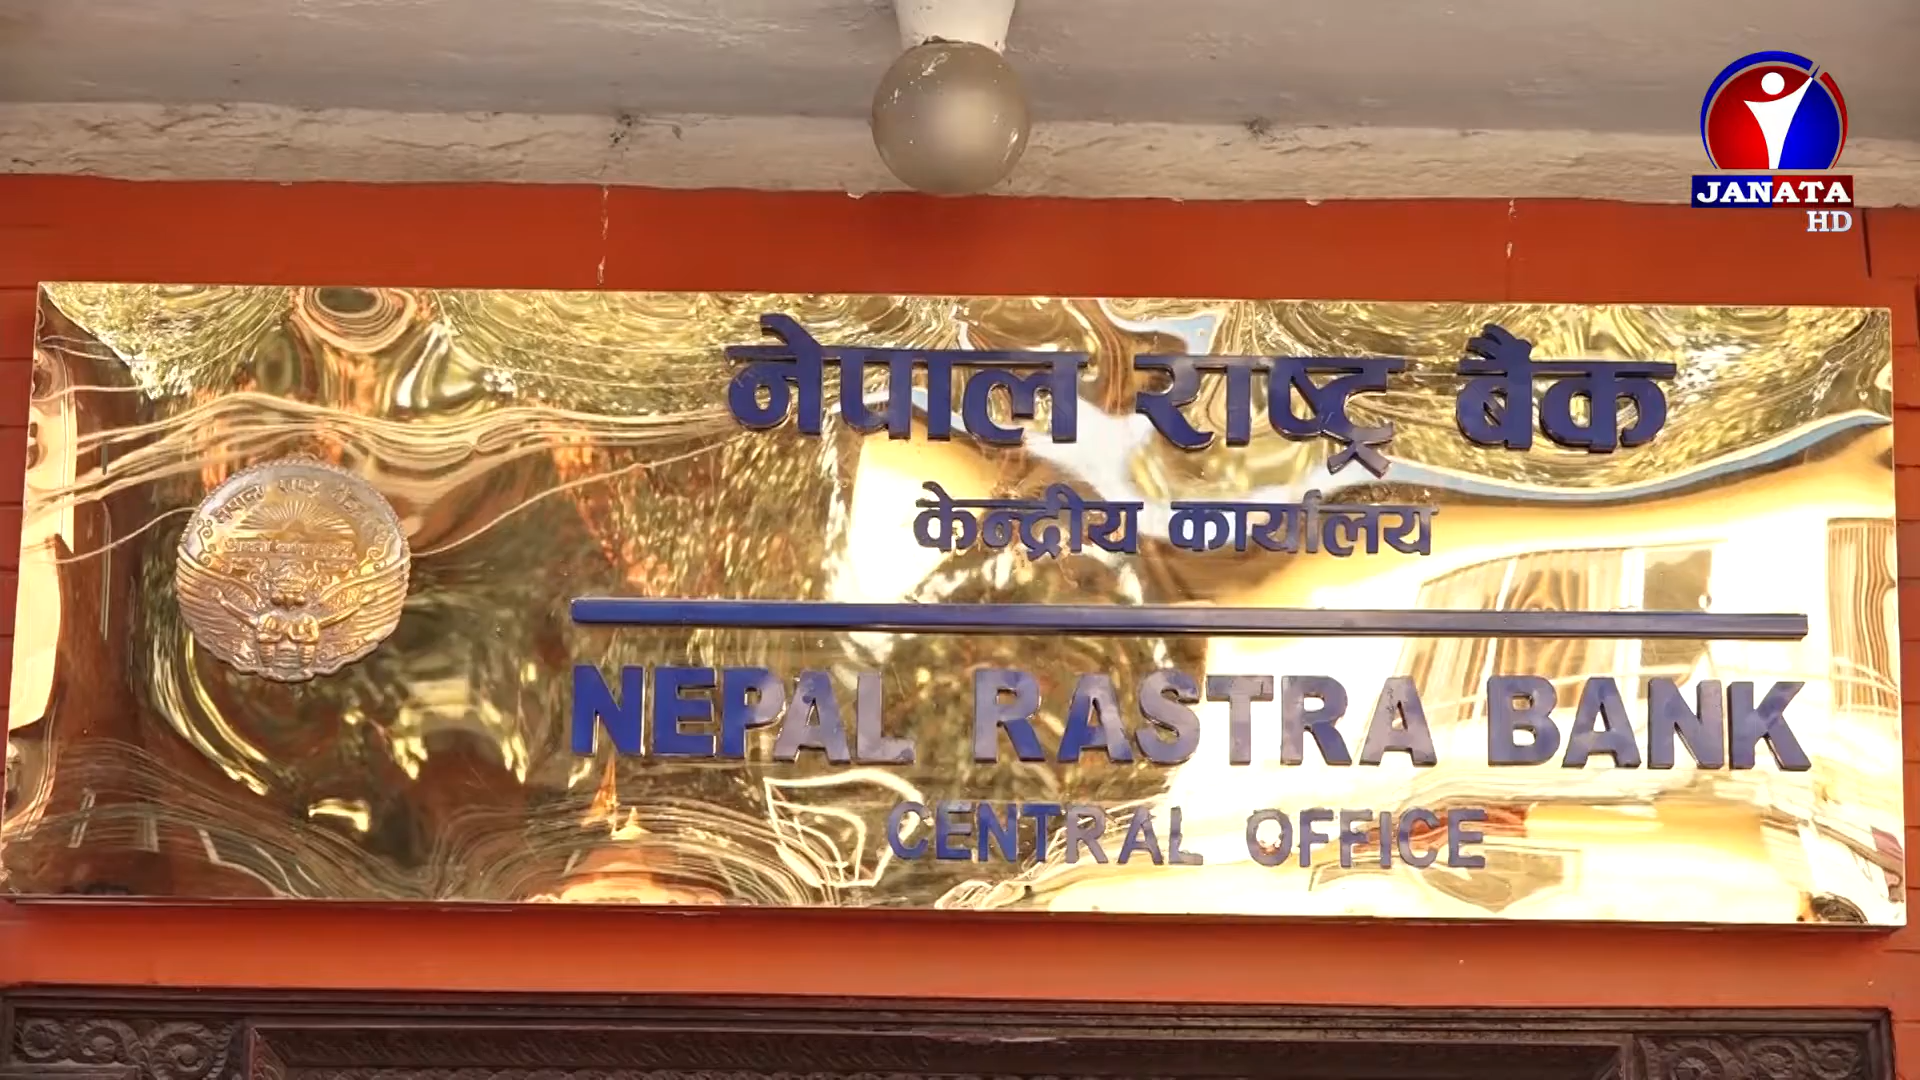 JANATA
HD
नेपाल राष्ट्र बैंक
केन्द्रीय कार्यालय
NEPAL RASTRA BANK
CENTRAL OFFICE